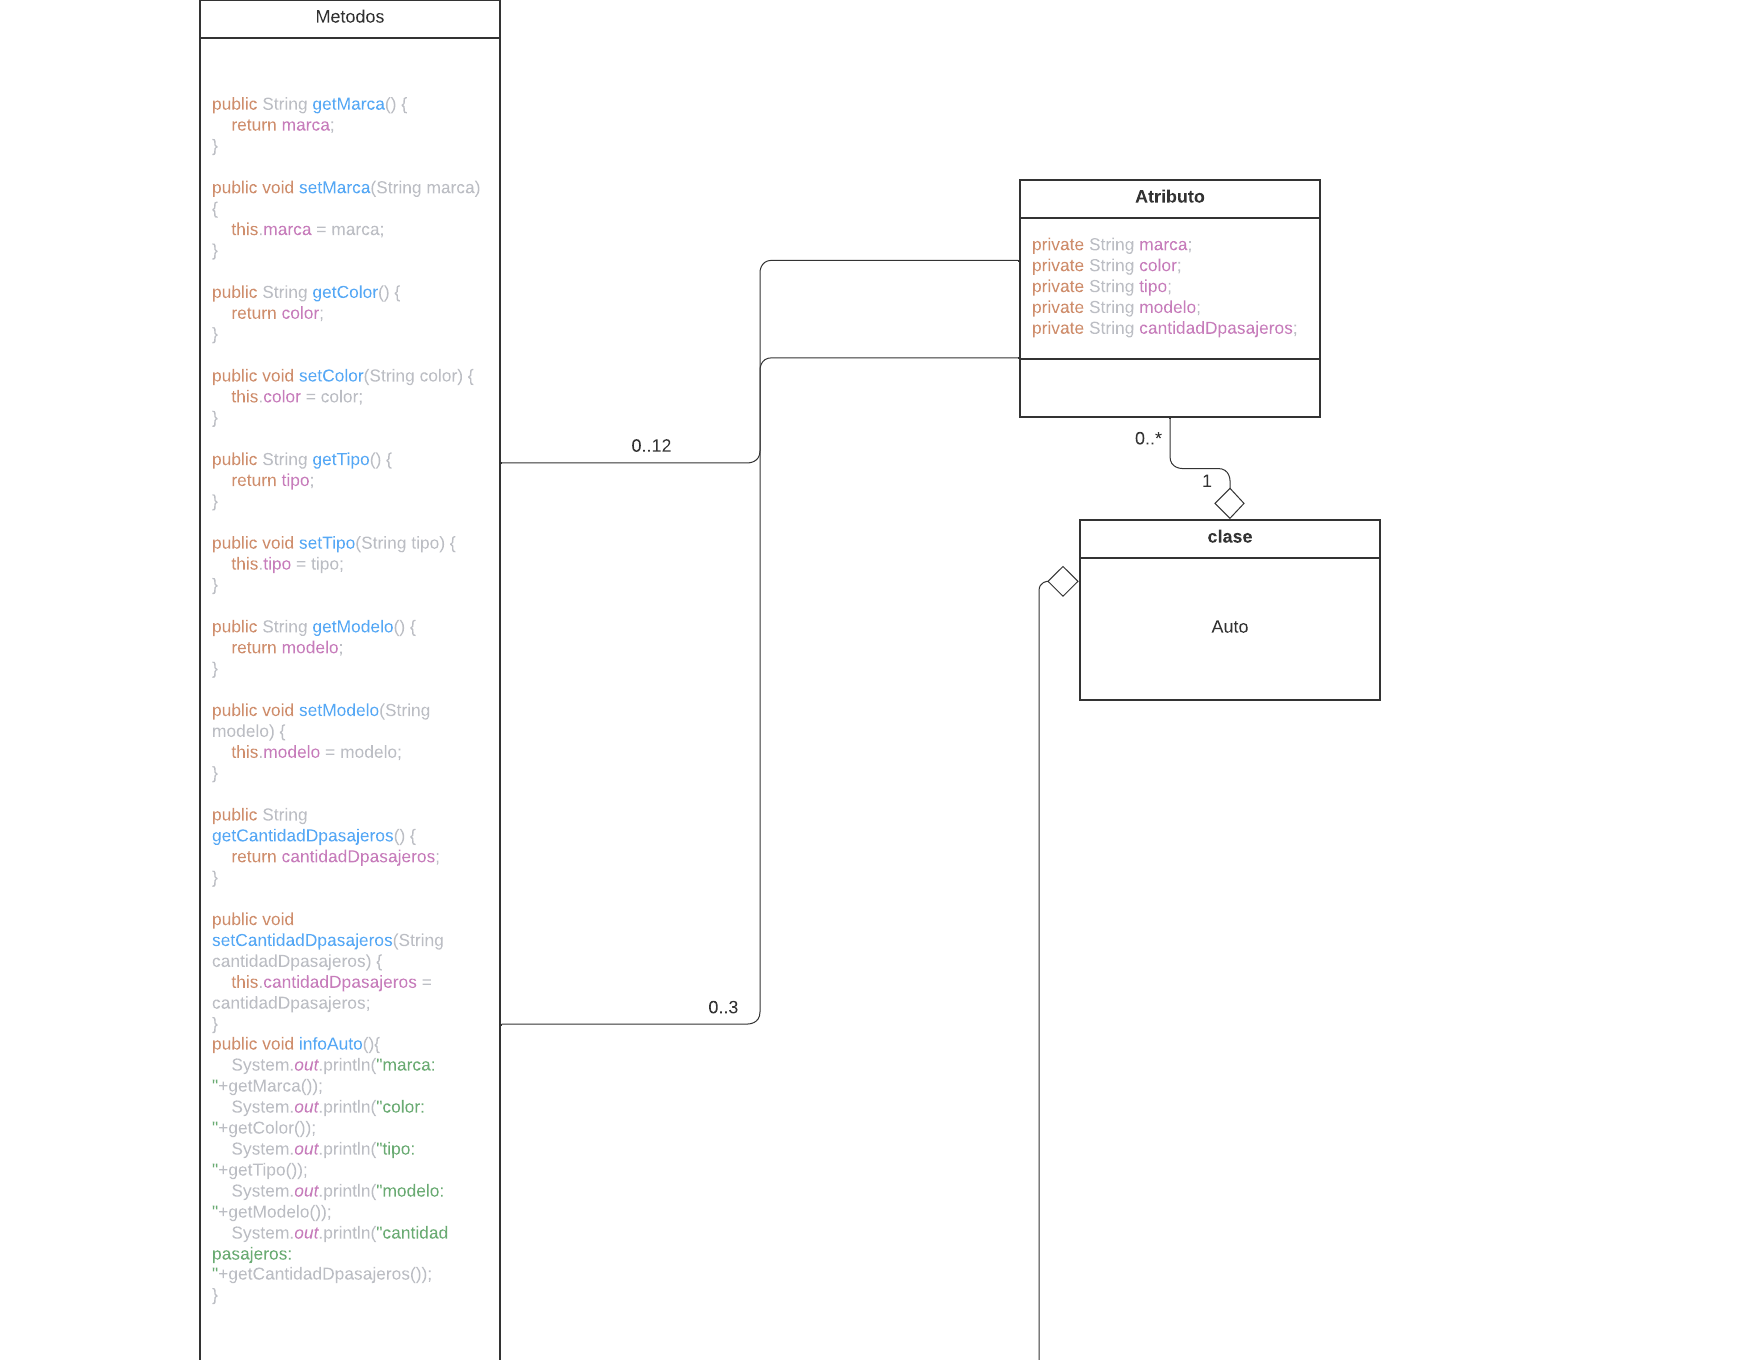 Metodos
public String getMarca() {
    return marca;
}
public void setMarca(String marca)
{
    this.marca = marca;
}
public String getColor() {
    return color;
}
public void setColor(String color) {
    this.color = color;
}
public String getTipo() {
    return tipo;
}
public void setTipo(String tipo) {
    this.tipo = tipo;
}
public String getModelo() {
    return modelo;
}
public void setModelo(String
modelo) {
    this.modelo = modelo;
}
public String
getCantidadDpasajeros() {
    return cantidadDpasajeros;
}
public void
setCantidadDpasajeros(String
cantidadDpasajeros) {
    this.cantidadDpasajeros =
cantidadDpasajeros;
}
public void infoAuto(){
    System.out.println("marca:
"+getMarca());
    System.out.println("color:
"+getColor());
    System.out.println("tipo:
"+getTipo());
    System.out.println("modelo:
"+getModelo());
    System.out.println("cantidad
pasajeros:
"+getCantidadDpasajeros());
}
0..12
0..3
Atributo
private String marca;
private String color;
private String tipo;
private String modelo;
private String cantidadDpasajeros;
0..*
1
clase
Auto